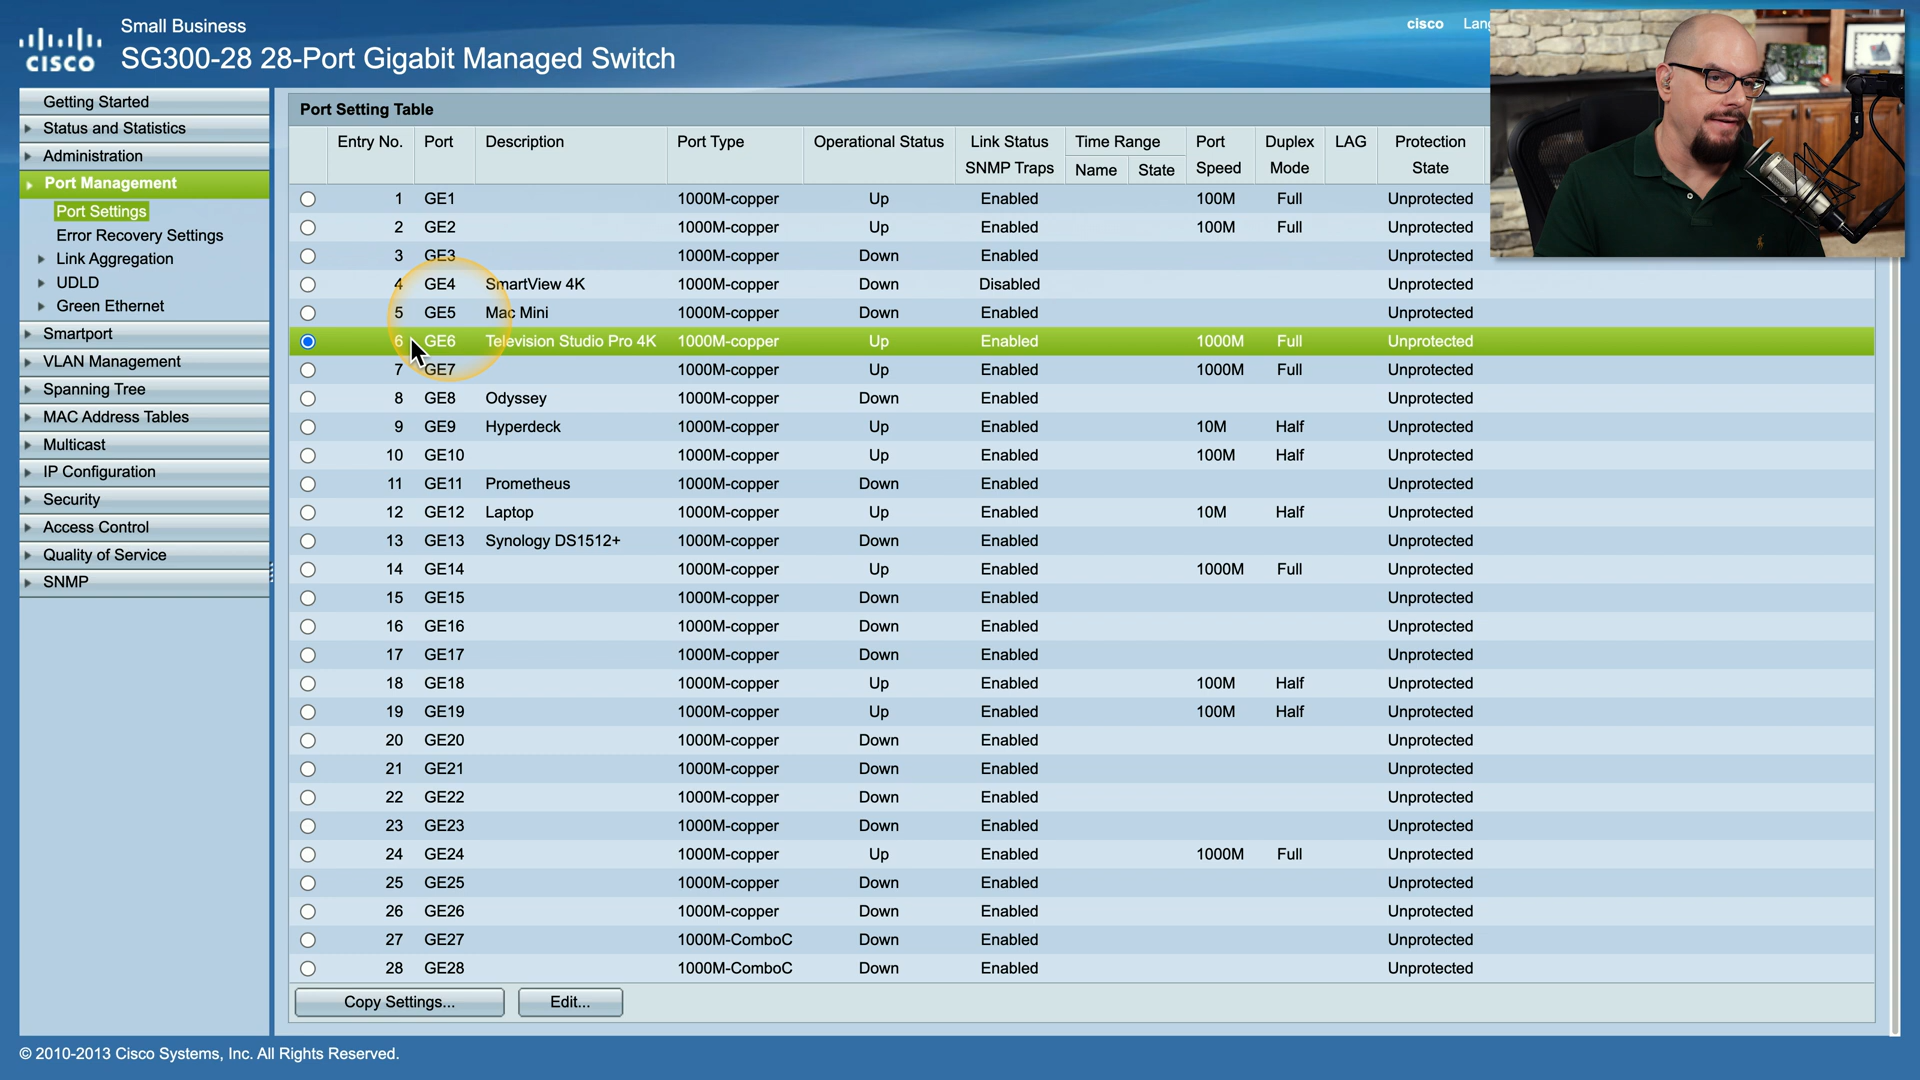 Small Business
cisco Lang
CISCO SG300-28 28-Port Gigabit Managed Switch
Getting Started
Status and Statistics
Administration
Port Management
Port Settings
Error Recovery Settings
Link Aggregation
UDLD
Green Ethernet
Smartport
VLAN Management
Spanning Tree
MAC Address Tables
Multicast
IP Configuration
Security
Access Control
Quality of Service
SNMP
Port Setting Table
Entry No. Port Description Port Type Operational Status Link Status SNMP Traps Time Range Name State Port Speed Duplex Mode LAG Protection State
1 GE1 1000M-copper Up Enabled 100M Full Unprotected
2 GE2 1000M-copper Up Enabled 100M Full Unprotected
3 GE3 1000M-copper Down Enabled Unprotected
4 GE4 SmartView 4K 1000M-copper Down Disabled Unprotected
5 GE5 Mac Mini 1000M-copper Down Enabled Unprotected
6 GE6 Television Studio Pro 4K 1000M-copper Up Enabled 1000M Full Unprotected
7 GE7 1000M-copper Up Enabled 1000M Full Unprotected
8 GE8 Odyssey 1000M-copper Down Enabled Unprotected
9 GE9 Hyperdeck 1000M-copper Up Enabled 10M Half Unprotected
10 GE10 1000M-copper Up Enabled 100M Half Unprotected
11 GE11 Prometheus 1000M-copper Down Enabled Unprotected
12 GE12 Laptop 1000M-copper Up Enabled 10M Half Unprotected
13 GE13 Synology DS1512+ 1000M-copper Down Enabled Unprotected
14 GE14 1000M-copper Up Enabled 1000M Full Unprotected
15 GE15 1000M-copper Down Enabled Unprotected
16 GE16 1000M-copper Down Enabled Unprotected
17 GE17 1000M-copper Down Enabled Unprotected
18 GE18 1000M-copper Up Enabled 100M Half Unprotected
19 GE19 1000M-copper Up Enabled 100M Half Unprotected
20 GE20 1000M-copper Down Enabled Unprotected
21 GE21 1000M-copper Down Enabled Unprotected
22 GE22 1000M-copper Down Enabled Unprotected
23 GE23 1000M-copper Down Enabled Unprotected
24 GE24 1000M-copper Up Enabled 1000M Full Unprotected
25 GE25 1000M-copper Down Enabled Unprotected
26 GE26 1000M-copper Down Enabled Unprotected
27 GE27 1000M-ComboC Down Enabled Unprotected
28 GE28 1000M-ComboC Down Enabled Unprotected
Copy Settings... Edit...
© 2010-2013 Cisco Systems, Inc. All Rights Reserved.